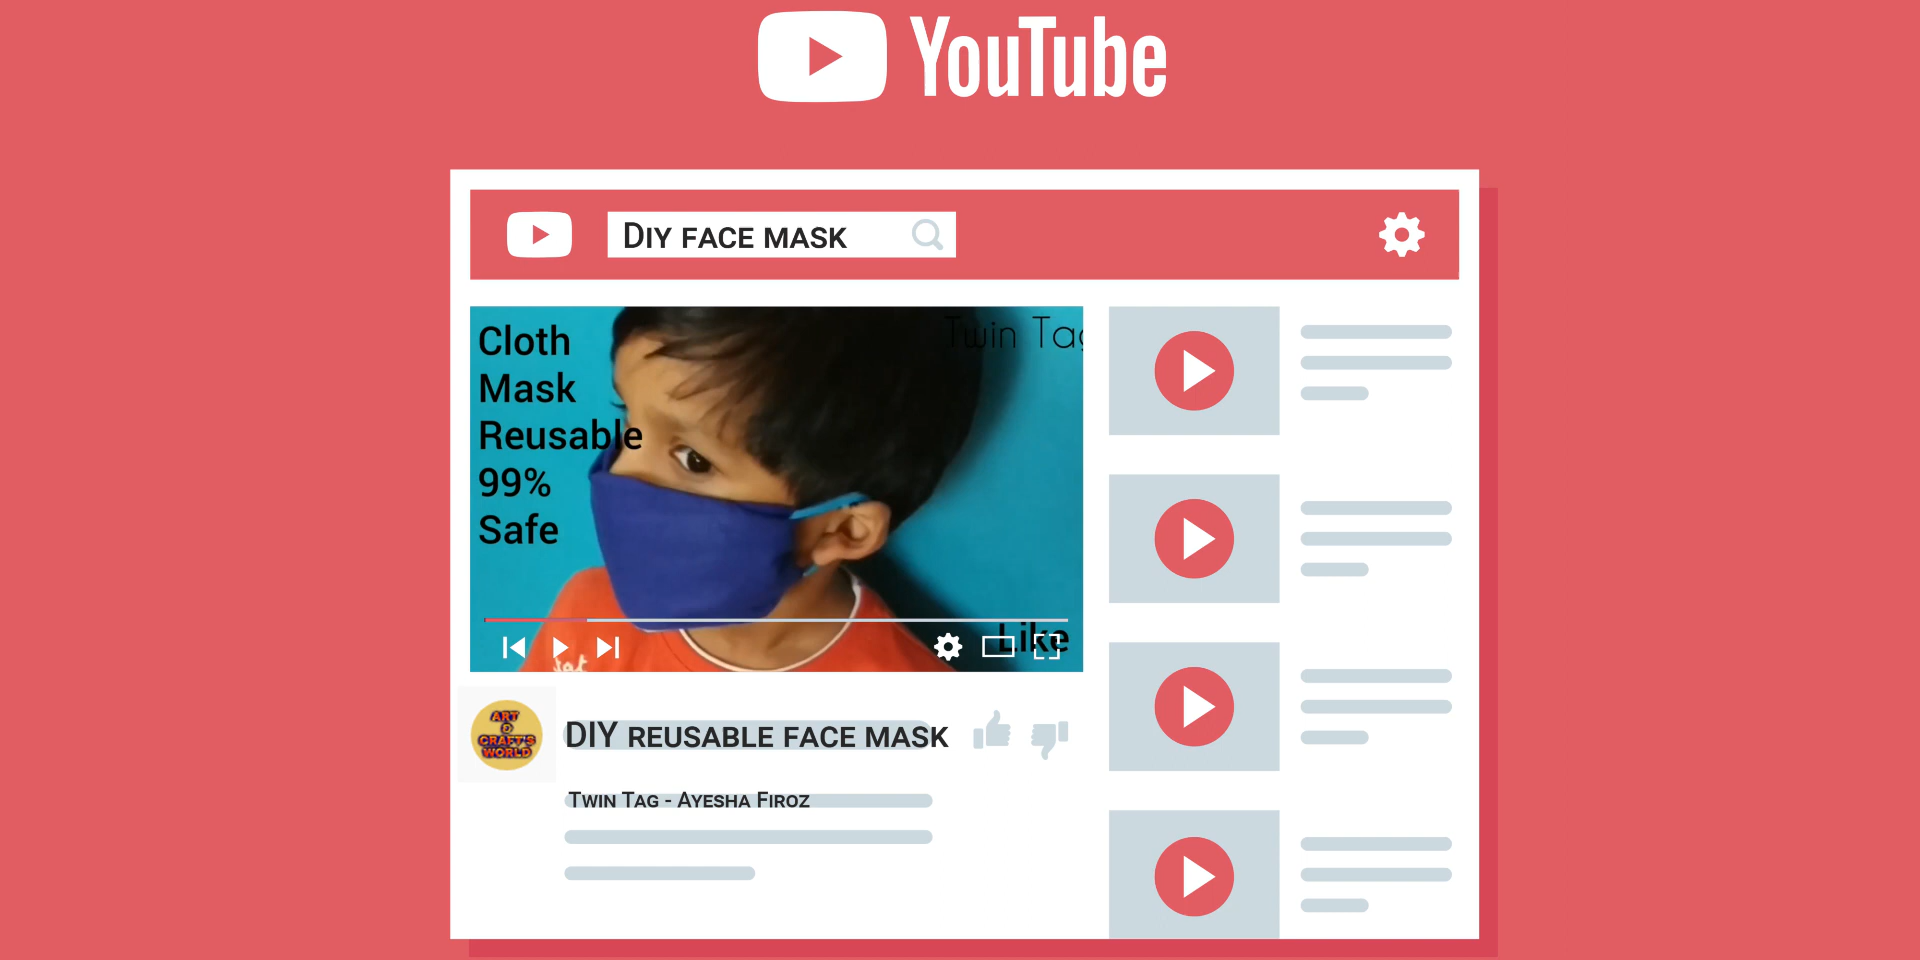 YouTube
DIY FACE MASK
Cloth
Mask
Reusable
99%
Safe
Twin Tag
Like
ART
&
CRAFT'S
WORLD
DIY REUSABLE FACE MASK
TWIN TAG - AYESHA FIROZ